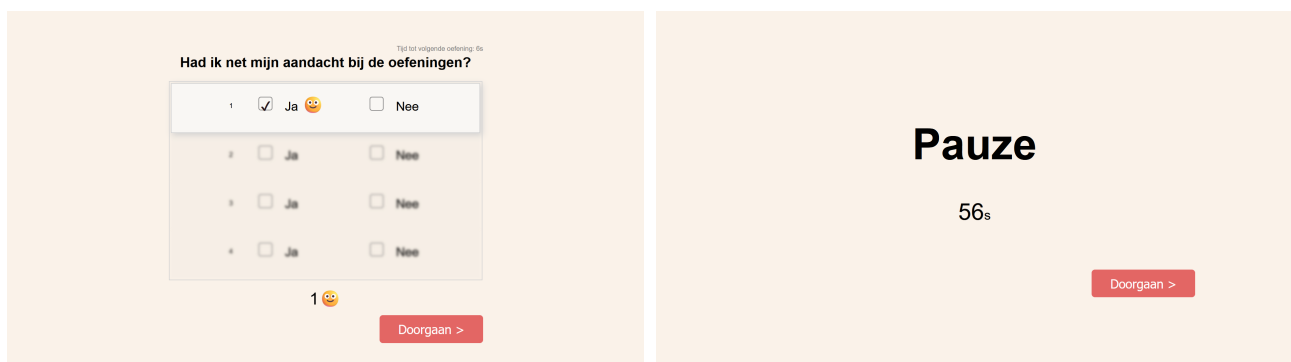 Tijd tot volgende oefening: 6s
Had ik net mijn aandacht bij de oefeningen?
1 Ja Nee
2 Ja Nee
3 Ja Nee
4 Ja Nee
1
Doorgaan >
Pauze
56s
Doorgaan >